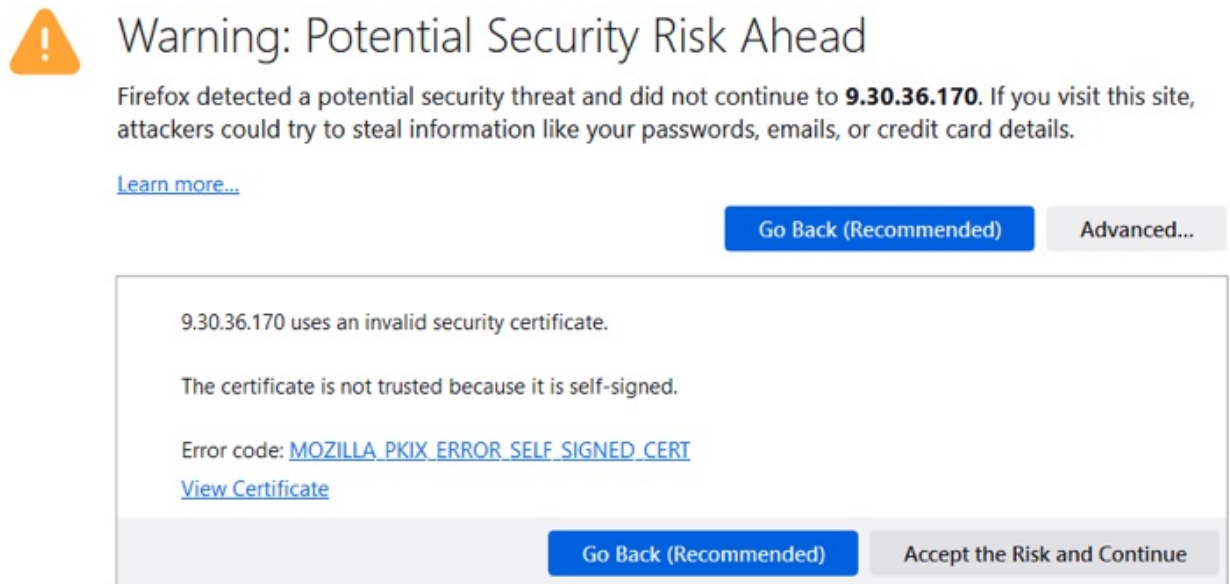 Warning: Potential Security Risk Ahead
Firefox detected a potential security threat and did not continue to 9.30.36.170. If you visit this site,
attackers could try to steal information like your passwords, emails, or credit card details.
Learn more...
Go Back (Recommended) Advanced...
9.30.36.170 uses an invalid security certificate.
The certificate is not trusted because it is self-signed.
Error code: MOZILLA_PKIX_ERROR_SELF_SIGNED_CERT
View Certificate
Go Back (Recommended) Accept the Risk and Continue